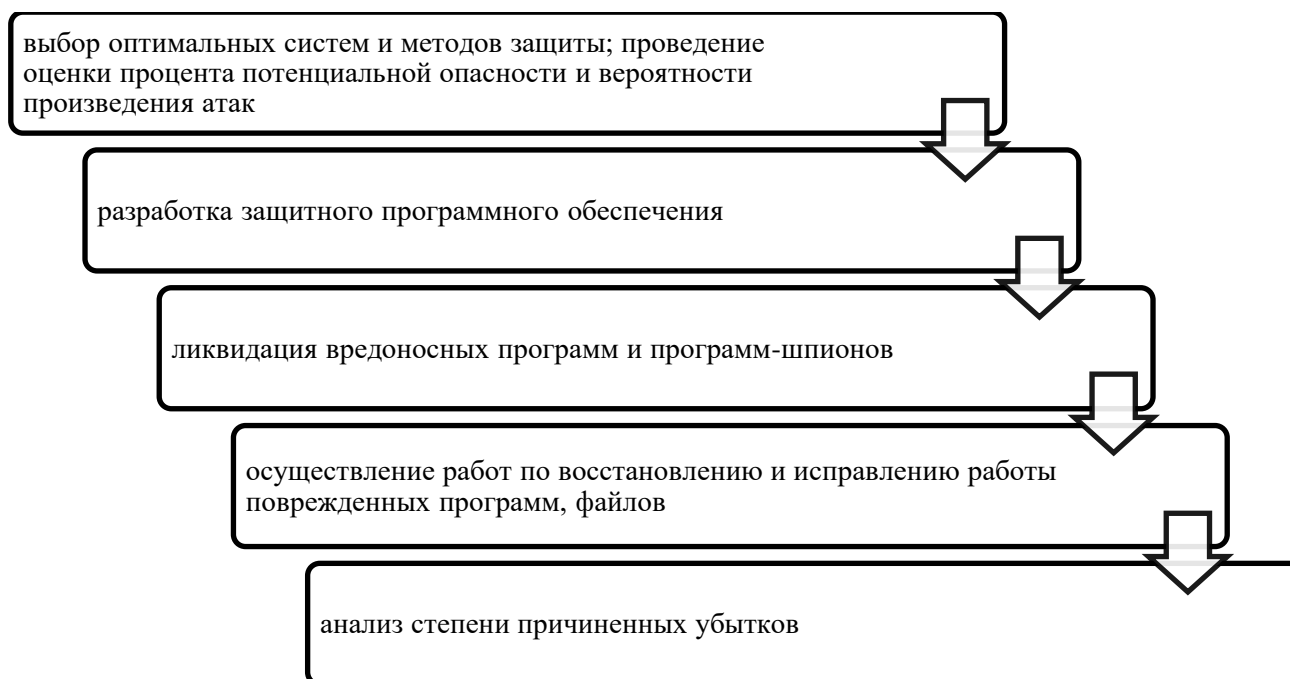 выбор оптимальных систем и методов защиты; проведение
оценки процента потенциальной опасности и вероятности
произведения атак
разработка защитного программного обеспечения
ликвидация вредоносных программ и программ-шпионов
осуществление работ по восстановлению и исправлению работы
поврежденных программ, файлов
анализ степени причиненных убытков